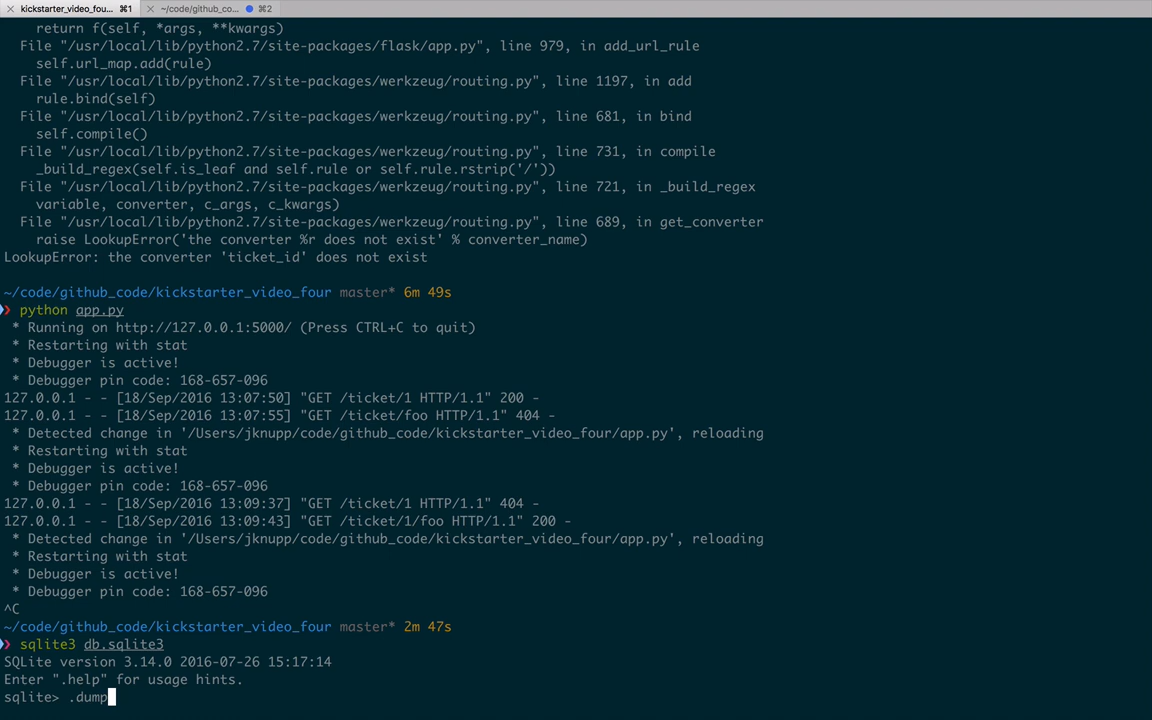 kickstarter_video_fou... ⌘1 ~/code/github_co... ⌘2
return f(self, *args, **kwargs)
File "/usr/local/lib/python2.7/site-packages/flask/app.py", line 979, in add_url_rule
self.url_map.add(rule)
File "/usr/local/lib/python2.7/site-packages/werkzeug/routing.py", line 1197, in add
rule.bind(self)
File "/usr/local/lib/python2.7/site-packages/werkzeug/routing.py", line 681, in bind
self.compile()
File "/usr/local/lib/python2.7/site-packages/werkzeug/routing.py", line 731, in compile
_build_regex(self.is_leaf and self.rule or self.rule.rstrip('/'))
File "/usr/local/lib/python2.7/site-packages/werkzeug/routing.py", line 721, in _build_regex
variable, converter, c_args, c_kwargs)
File "/usr/local/lib/python2.7/site-packages/werkzeug/routing.py", line 689, in get_converter
raise LookupError('the converter %r does not exist' % converter_name)
LookupError: the converter 'ticket_id' does not exist
~/code/github_code/kickstarter_video_four master* 6m 49s
❯ python app.py
* Running on http://127.0.0.1:5000/ (Press CTRL+C to quit)
* Restarting with stat
* Debugger is active!
* Debugger pin code: 168-657-096
127.0.0.1 - - [18/Sep/2016 13:07:50] "GET /ticket/1 HTTP/1.1" 200 -
127.0.0.1 - - [18/Sep/2016 13:07:55] "GET /ticket/foo HTTP/1.1" 404 -
* Detected change in '/Users/jknupp/code/github_code/kickstarter_video_four/app.py', reloading
* Restarting with stat
* Debugger is active!
* Debugger pin code: 168-657-096
127.0.0.1 - - [18/Sep/2016 13:09:37] "GET /ticket/1 HTTP/1.1" 404 -
127.0.0.1 - - [18/Sep/2016 13:09:43] "GET /ticket/1/foo HTTP/1.1" 200 -
* Detected change in '/Users/jknupp/code/github_code/kickstarter_video_four/app.py', reloading
* Restarting with stat
* Debugger is active!
* Debugger pin code: 168-657-096
^C
~/code/github_code/kickstarter_video_four master* 2m 47s
❯ sqlite3 db.sqlite3
SQLite version 3.14.0 2016-07-26 15:17:14
Enter ".help" for usage hints.
sqlite> .dump